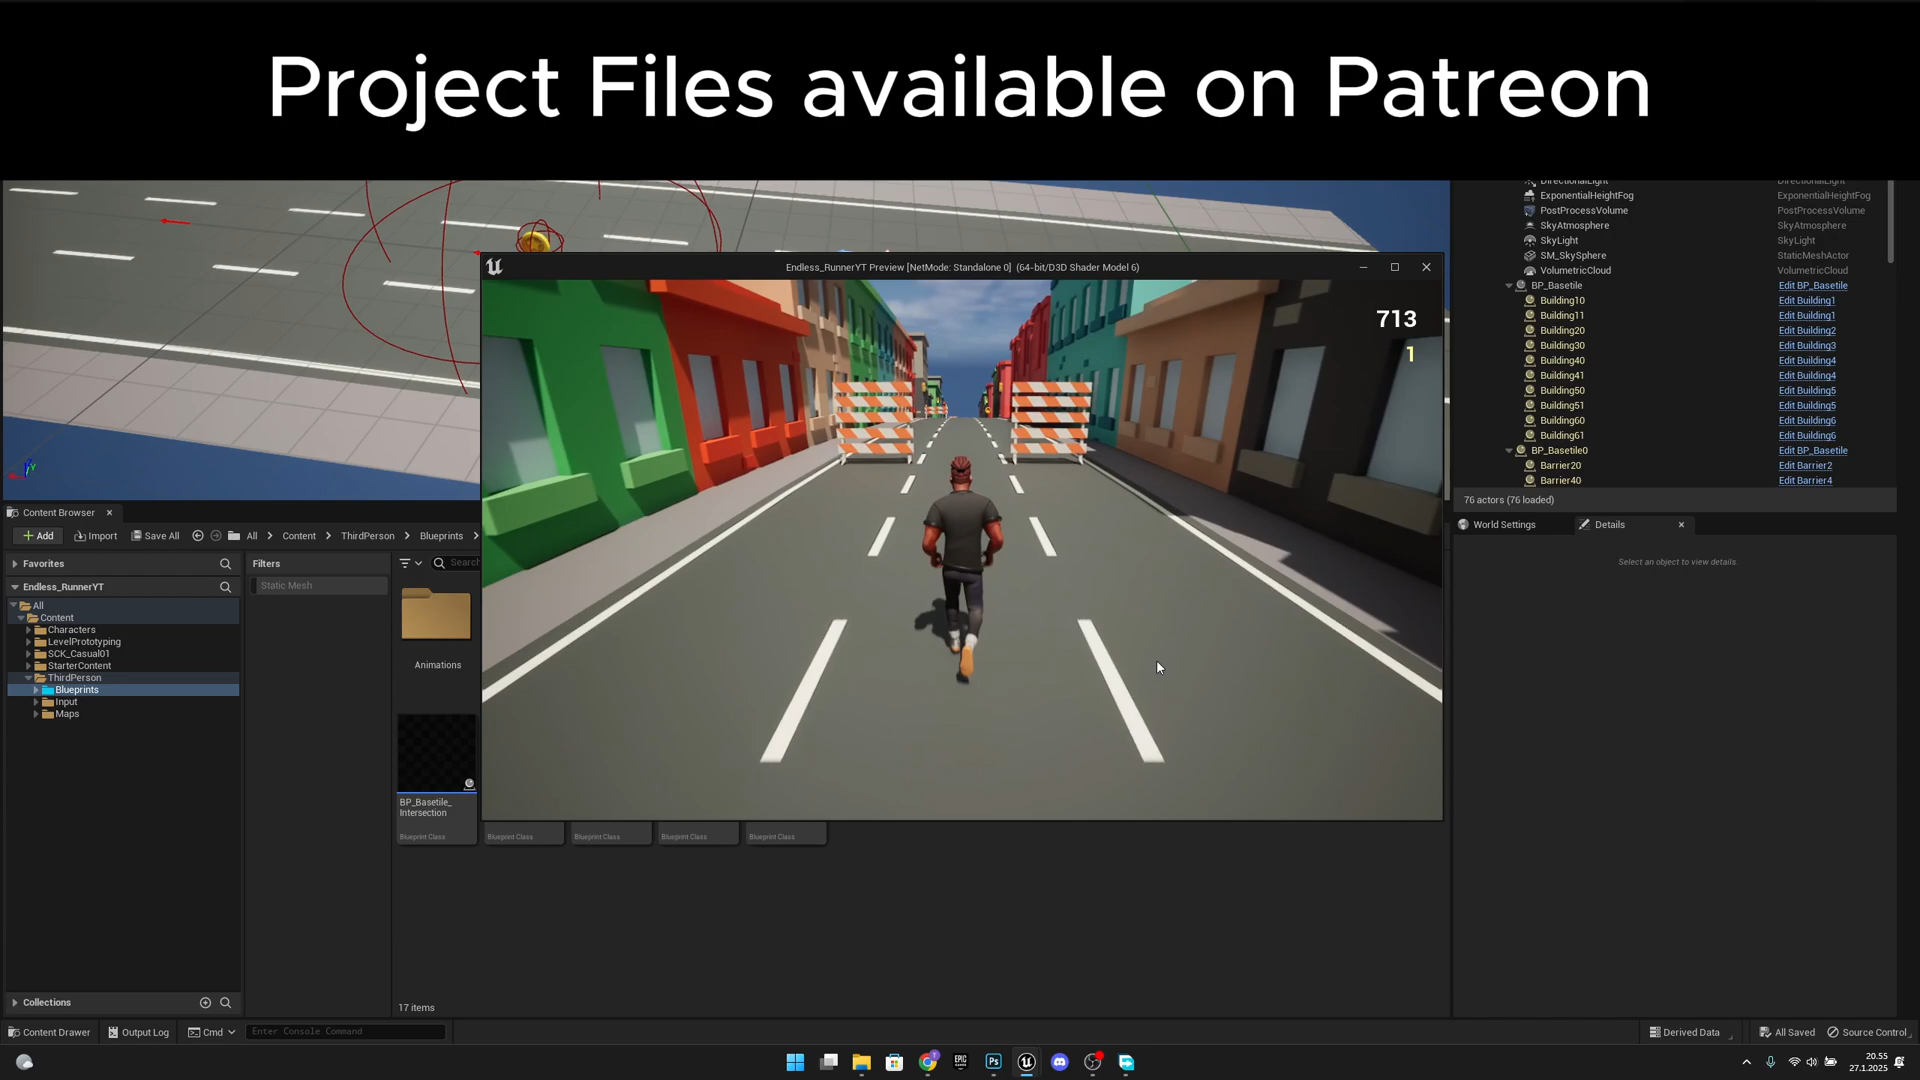 Project Files available on Patreon
DirectionalLight DirectionalLight
ExponentialHeightFog ExponentialHeightFog
PostProcessVolume PostProcessVolume
SkyAtmosphere SkyAtmosphere
SkyLight SkyLight
SM_SkySphere StaticMeshActor
VolumetricCloud VolumetricCloud
BP_Basetile Edit BP_Basetile
Building10 Edit Building1
Building11 Edit Building1
Building20 Edit Building2
Building30 Edit Building3
Building40 Edit Building4
Building41 Edit Building4
Building50 Edit Building5
Building51 Edit Building5
Building60 Edit Building6
Building61 Edit Building6
BP_Basetile0 Edit BP_Basetile
Barrier20 Edit Barrier2
Barrier40 Edit Barrier4
76 actors (76 loaded)
World Settings Details
Select an object to view details.
Endless_RunnerYT Preview [NetMode: Standalone 0] (64-bit/D3D Shader Model 6)
713
1
Content Browser
Add Import Save All All Content ThirdPerson Blueprints
Favorites
Endless_RunnerYT
All
Content
Characters
LevelPrototyping
SCK_Casual01
StarterContent
ThirdPerson
Blueprints
Input
Maps
Collections
Filters
Static Mesh
Search
Animations
BP_Basetile_
Intersection
Blueprint Class Blueprint Class Blueprint Class Blueprint Class Blueprint Class
17 items
Content Drawer Output Log Cmd Enter Console Command
Derived Data All Saved Source Control
EPIC
Ps
20.55
27.1.2025